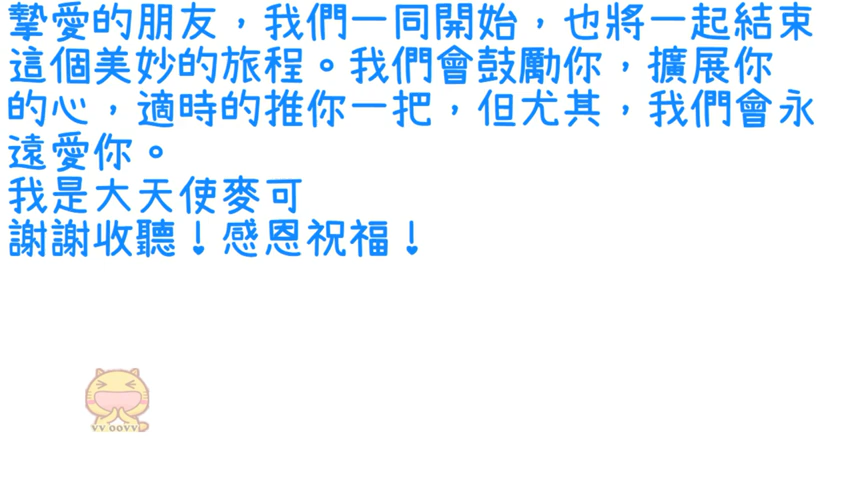 摯愛的朋友，我們一同開始，也將一起結束
這個美妙的旅程。我們會鼓勵你，擴展你
的心，適時的推你一把，但尤其，我們會永
遠愛你。
我是大天使麥可
謝謝收聽！感恩祝福！
vv.oovv